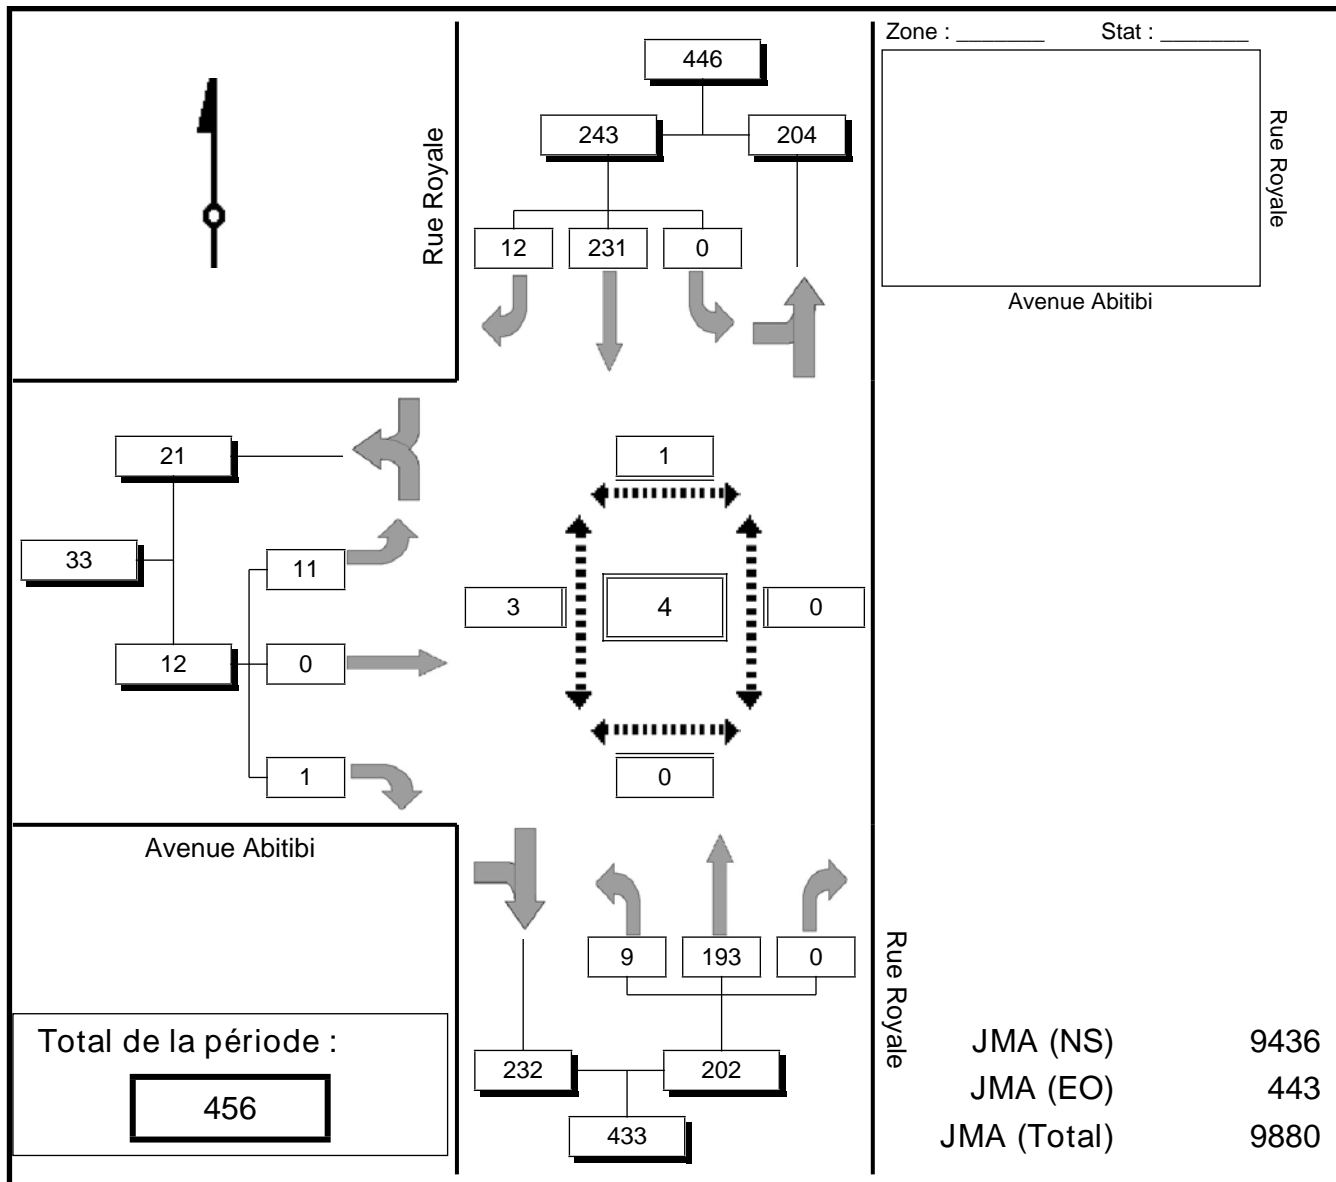 Zone : _______ Stat : _______
446
Rue Royale
243
204
Rue Royale
12
231
0
Avenue Abitibi
21
1
33
11
3
4
0
12
0
1
0
Avenue Abitibi
9
193
0
Rue Royale
Total de la période :
456
232
202
433
JMA (NS) 9436
JMA (EO) 443
JMA (Total) 9880